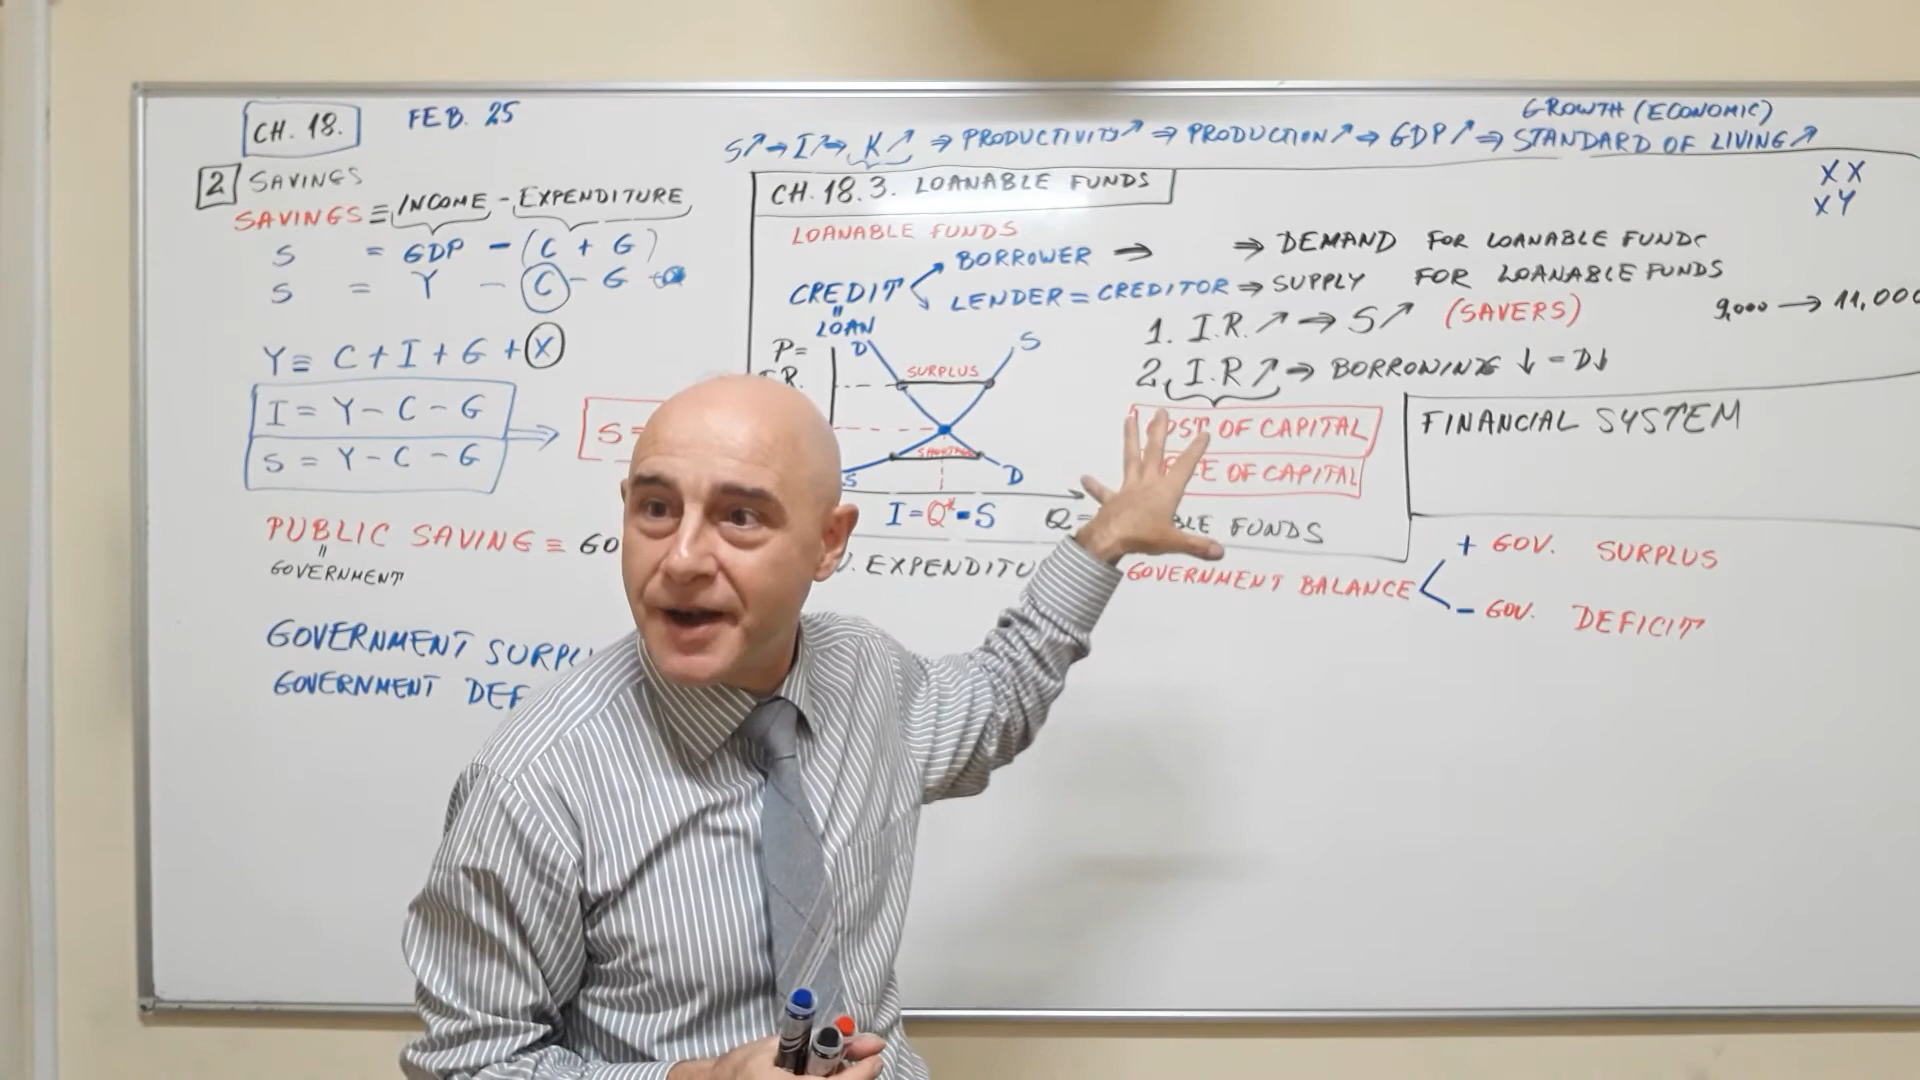 CH. 18.
FEB. 25
GROWTH (ECONOMIC)
S↗ → I↗ → K↗ ⇒ PRODUCTIVITY↗ ⇒ PRODUCTION↗ → GDP↗ ⇒ STANDARD OF LIVING↗
2 SAVINGS
SAVINGS ≡ INCOME - EXPENDITURE
S = GDP - (C + G)
S = Y - C - G
Y ≡ C + I + G + X
I = Y - C - G
S = Y - C - G
⇒ S =
PUBLIC SAVING ≡
=
GOVERNMENT
GOVERNMENT
GOVERNMENT
CH. 18.3. LOANABLE FUNDS
LOANABLE FUNDS
CREDIT
=
LOAN
BORROWER → ⇒ DEMAND FOR LOANABLE FUNDS
LENDER = CREDITOR ⇒ SUPPLY FOR LOANABLE FUNDS
1. I.R. ↗ → S↗ (SAVERS)
2. I.R ↗ → BORROWING ↓ = D↓
XX
XY
9,000 → 11,000
P=
D
S
SURPLUS
S
D
I = Q* = S
Q=
FUNDS
OF CAPITAL
OF CAPITAL
FINANCIAL SYSTEM
GOVERNMENT BALANCE
+ GOV. SURPLUS
- GOV. DEFICIT